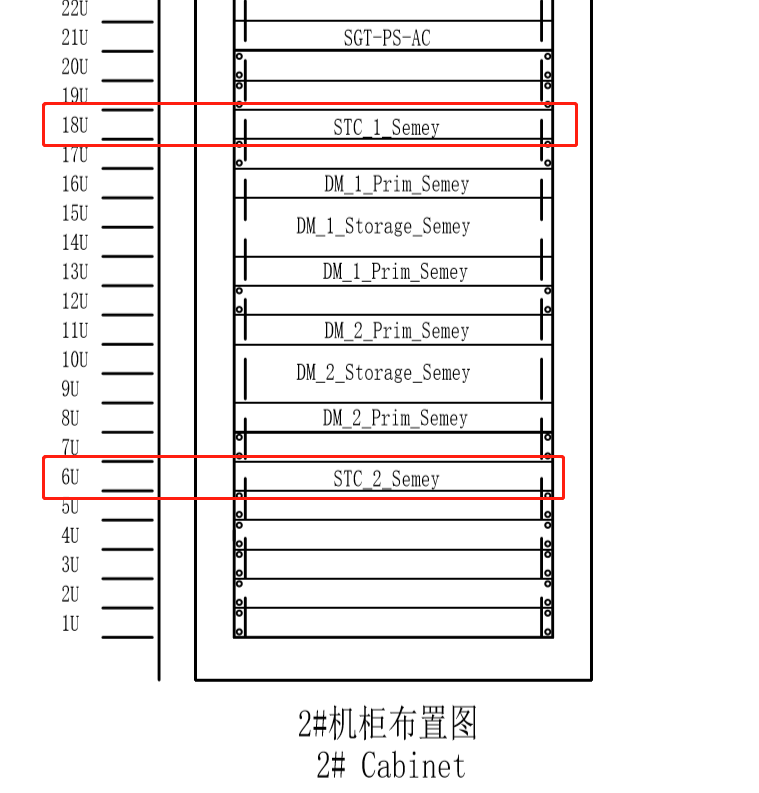 22U
21U SGT-PS-AC
20U
19U
18U STC_1_Semey
17U
16U DM_1_Prim_Semey
15U
DM_1_Storage_Semey
14U
13U DM_1_Prim_Semey
12U
11U DM_2_Prim_Semey
10U
DM_2_Storage_Semey
9U
8U DM_2_Prim_Semey
7U
6U STC_2_Semey
5U
4U
3U
2U
1U
2#机柜布置图
2# Cabinet